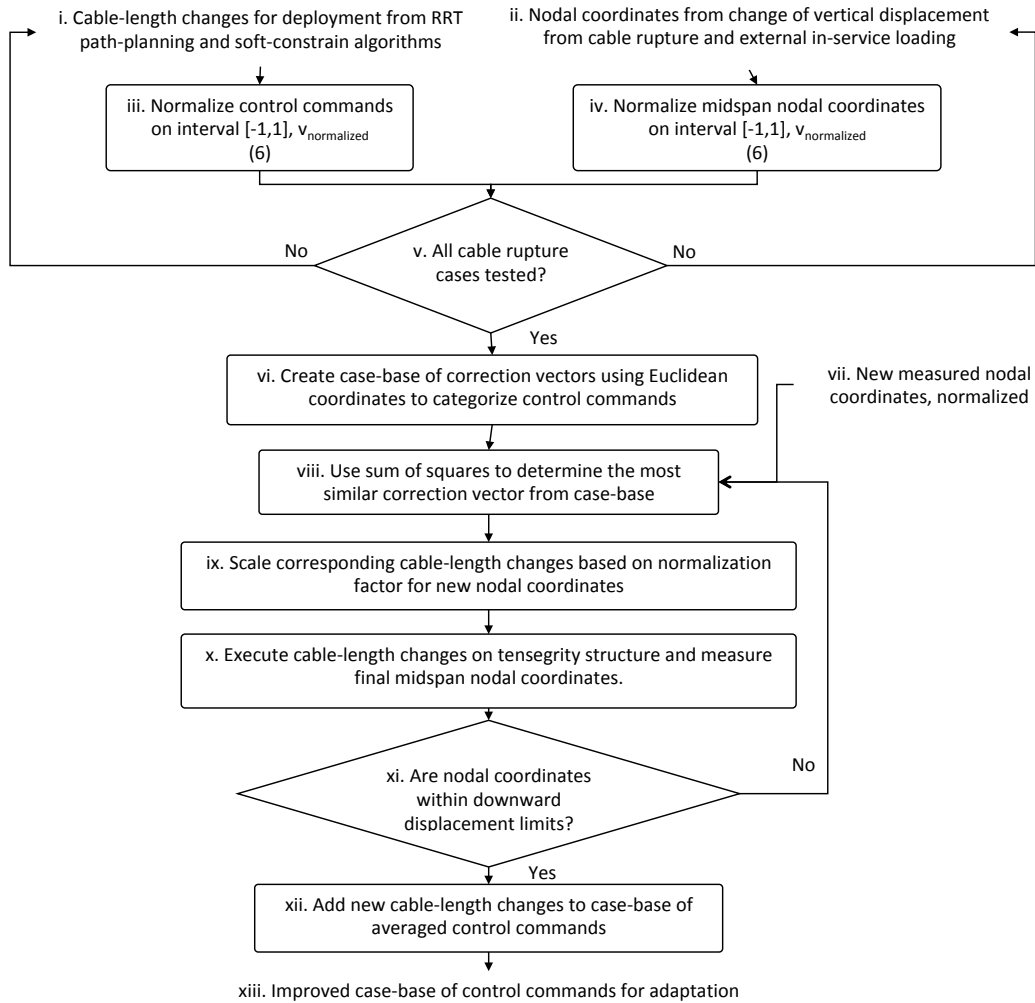 i. Cable-length changes for deployment from RRT
path-planning and soft-constrain algorithms
ii. Nodal coordinates from change of vertical displacement
from cable rupture and external in-service loading
iii. Normalize control commands
on interval [-1,1], vnormalized
(6)
iv. Normalize midspan nodal coordinates
on interval [-1,1], vnormalized
(6)
No
v. All cable rupture
cases tested?
No
Yes
vi. Create case-base of correction vectors using Euclidean
coordinates to categorize control commands
vii. New measured nodal
coordinates, normalized
viii. Use sum of squares to determine the most
similar correction vector from case-base
ix. Scale corresponding cable-length changes based on normalization
factor for new nodal coordinates
x. Execute cable-length changes on tensegrity structure and measure
final midspan nodal coordinates.
xi. Are nodal coordinates
within downward
displacement limits?
No
Yes
xii. Add new cable-length changes to case-base of
averaged control commands
xiii. Improved case-base of control commands for adaptation